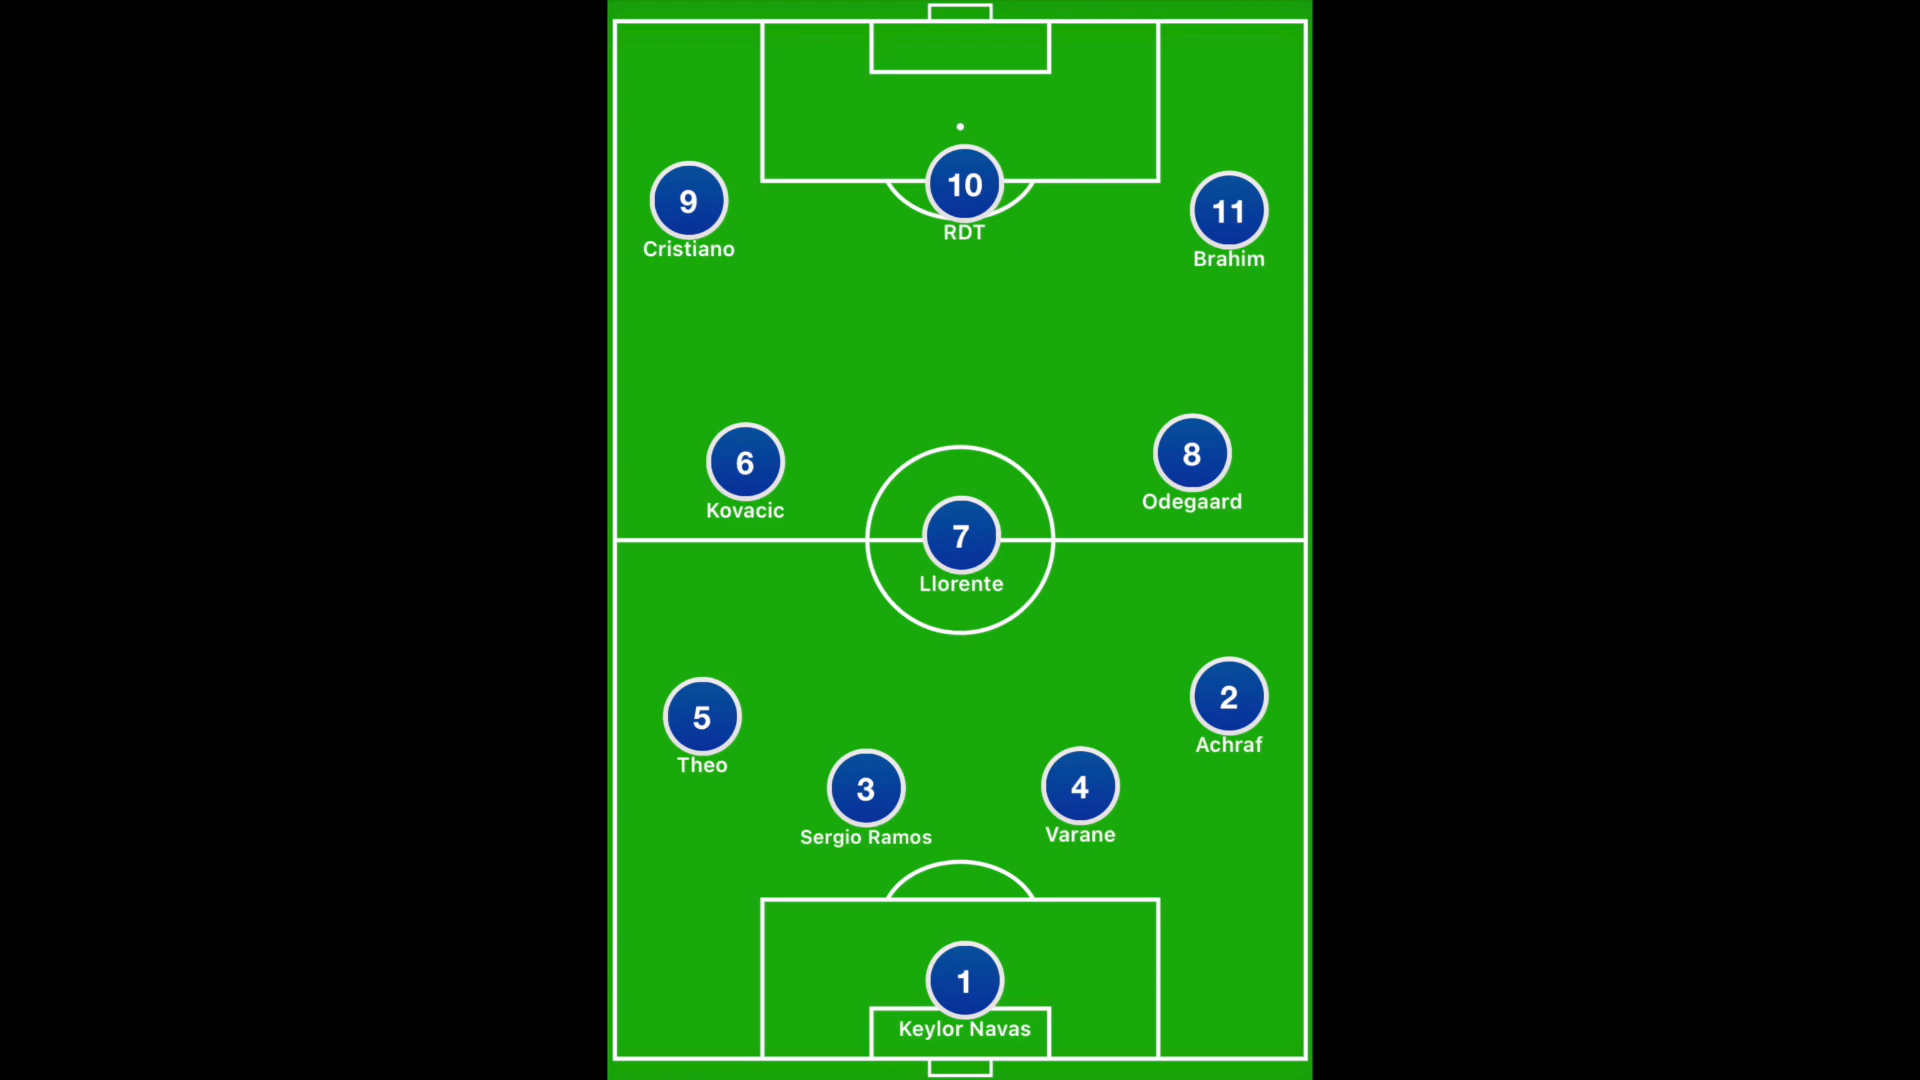 10
RDT
9
Cristiano
11
Brahim
8
Odegaard
6
Kovacic
7
Llorente
2
Achraf
5
Theo
3
Sergio Ramos
4
Varane
1
Keylor Navas